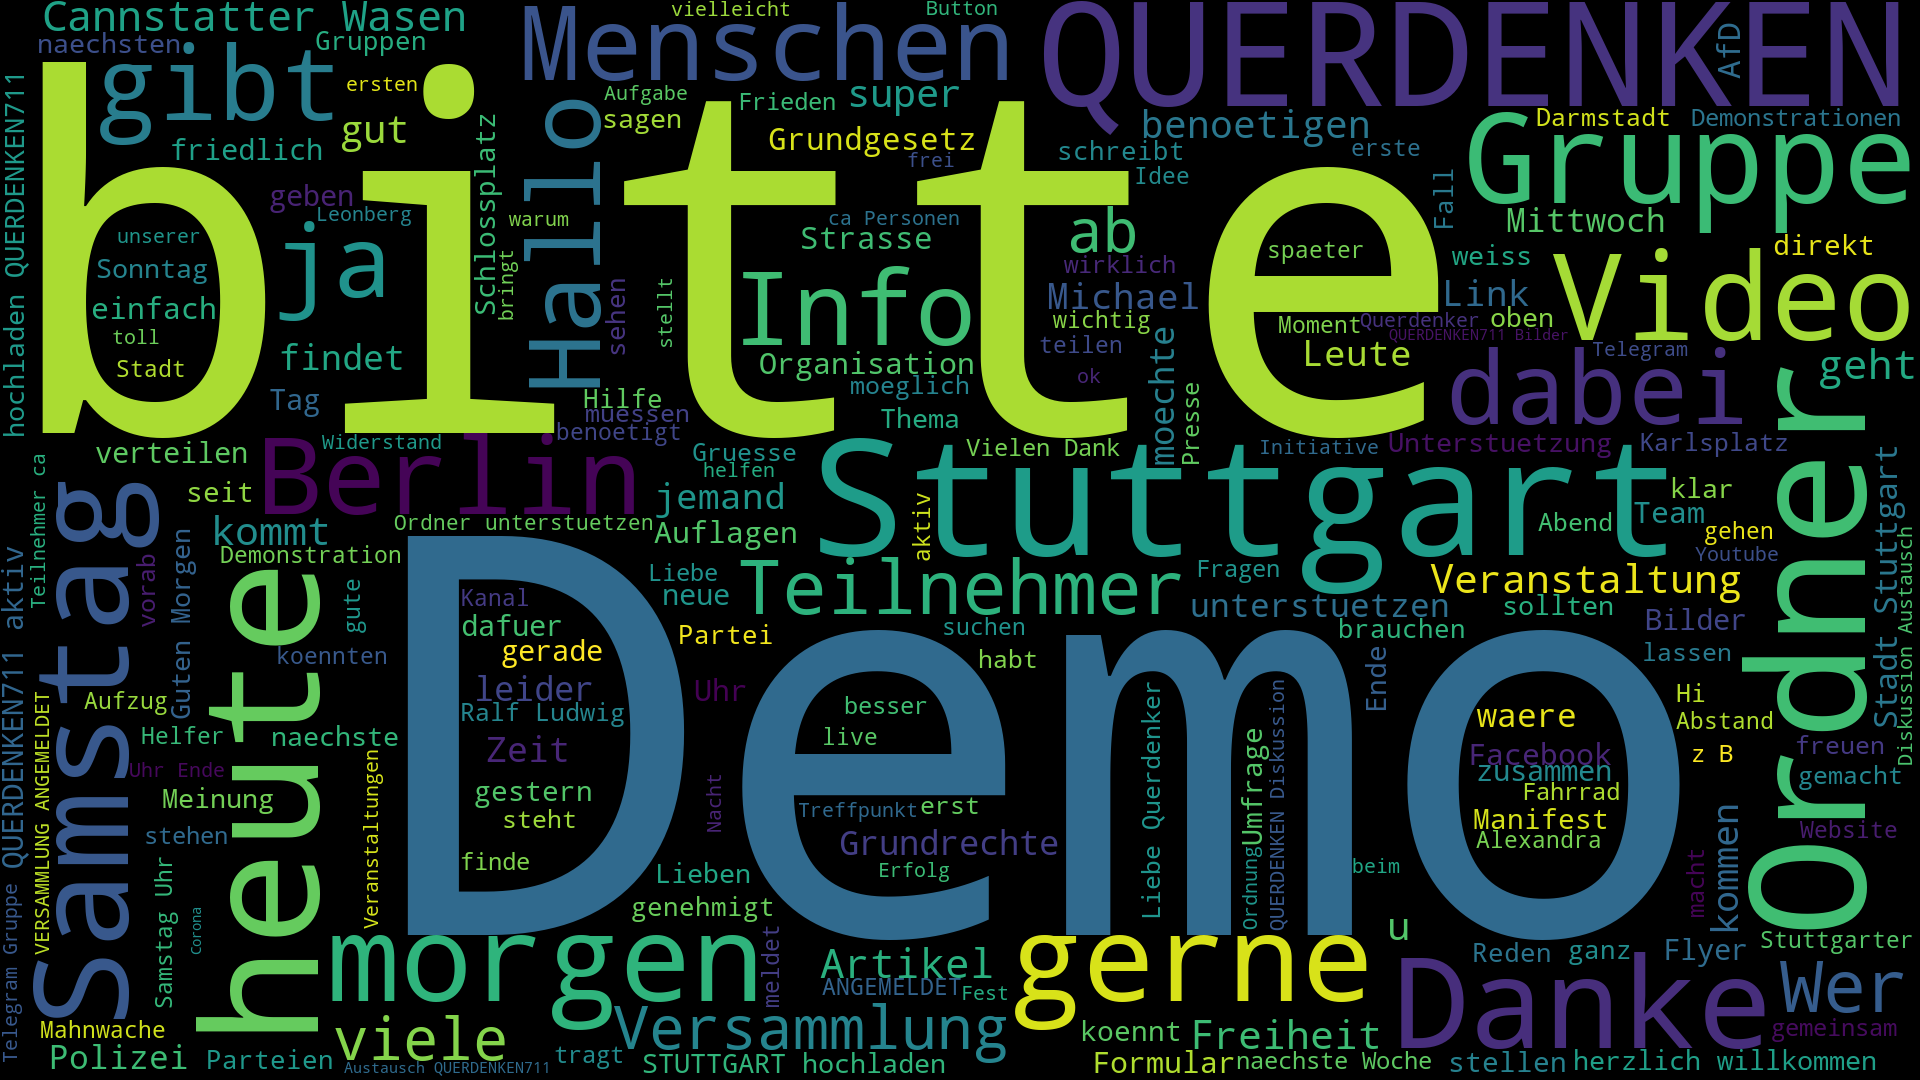 Cannstatter Wasen
vielleicht
Button
QUERDENKEN
naechsten
Gruppen
Menschen
AfD
gibt
ersten
Aufgabe
Frieden
super
bitte
gut
sagen
Grundgesetz
benoetigen
Darmstadt
Demonstrationen
friedlich
Hallo
frei
schreibt
erste
Gruppe
hochladen QUERDENKEN711
geben
Schlossplatz
Idee
Fall
Leonberg
warum
ca Personen
ab
Mittwoch
unserer
ja
Strasse
spaeter
direkt
Sonntag
bringt
wirklich
weiss
Video
einfach
sehen
stellt
Info
Michael
Link
toll
wichtig
Moment
Querdenker
oben
QUERDENKEN711 Bilder
Stadt
findet
Organisation
teilen
Leute
Telegram
geht
Tag
Hilfe
moeglich
ok
moechte
Presse
dabei
muessen
Thema
Ordner
verteilen
Berlin
Widerstand
benoetigt
Gruesse
Vielen Dank
Initiative
Unterstuetzung
Karlsplatz
Teilnehmer ca
Samstag
seit
helfen
jemand
Stuttgart
klar
Stadt Stuttgart
kommt
Ordner unterstuetzen
Auflagen
aktiv
Abend
Team
gehen
Demonstration
Youtube
vorab
Guten Morgen
heute
gute
Liebe
neue
Teilnehmer
Fragen
Veranstaltung
Diskussion Austausch
Telegram Gruppe QUERDENKEN711 aktiv
Demo
Kanal
dafuer
Partei
suchen
unterstuetzen
sollten
Bilder
brauchen
koennten
gerade
habt
Ende
lassen
Aufzug
leider
Uhr
Hi
VERSAMMLUNG ANGEMELDET
Ralf Ludwig
besser
Liebe Querdenker
QUERDENKEN Diskussion
waere
Abstand
Helfer
naechste
Zeit
live
Umfrage
Facebook
z B
freuen
Uhr Ende
Veranstaltungen
zusammen
gemacht
Meinung
gestern
Nacht
Treffpunkt
erst
Fahrrad
kommen
stehen
steht
Grundrechte
Manifest
Website
Alexandra
Samstag Uhr
finde
Lieben
Erfolg
Ordnung
beim
macht
Corona
genehmigt
u
morgen
meldet
Artikel
gerne
Reden
ganz
Flyer
Stuttgarter
ANGEMELDET
Fest
Danke
Wer
Mahnwache
viele
Versammlung
koennt
Freiheit
gemeinsam
Polizei
Parteien
Austausch QUERDENKEN711
tragt
STUTTGART hochladen
Formular
naechste Woche
stellen
herzlich willkommen